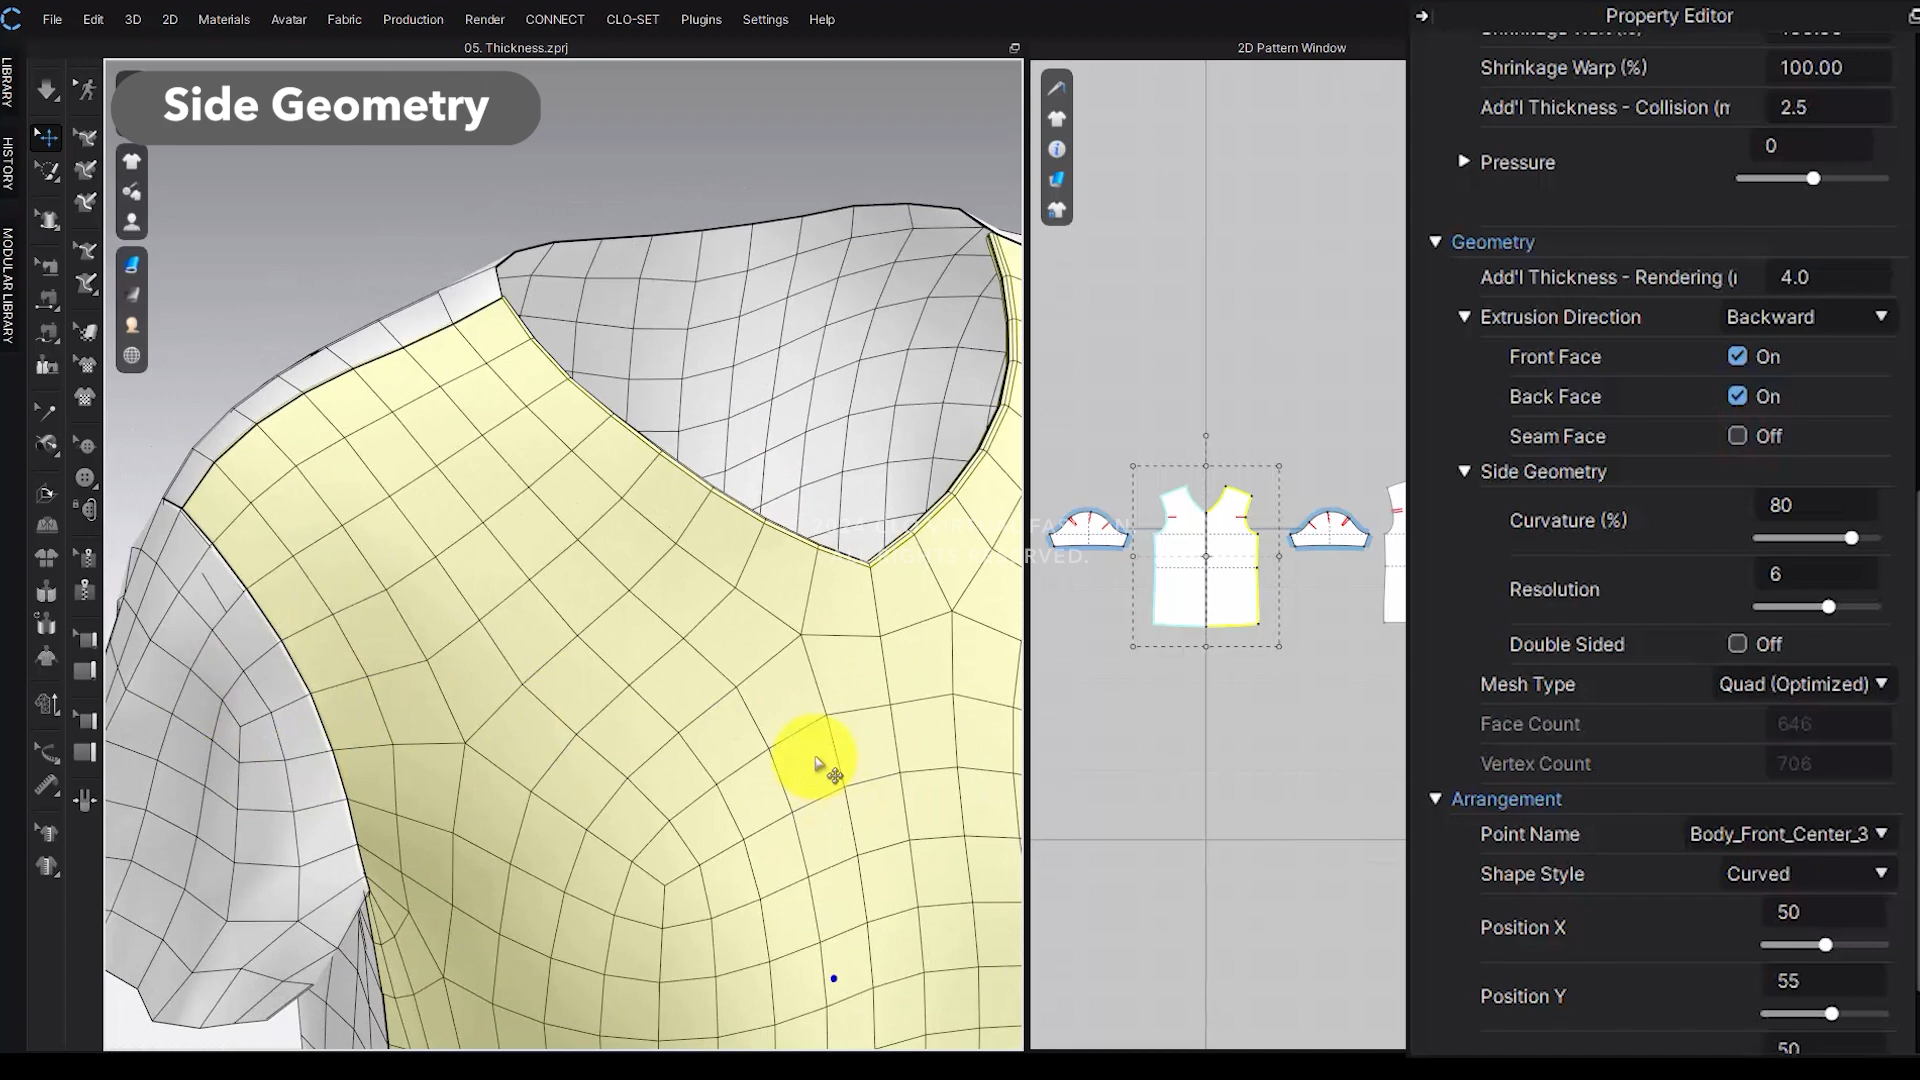 File Edit 3D 2D Materials Avatar Fabric Production Render CONNECT CLO-SET Plugins Settings Help
05. Thickness.zprj
2D Pattern Window
Property Editor
LIBRARY
HISTORY
MODULAR LIBRARY
Side Geometry
Shrinkage Warp (%) 100.00
Add'l Thickness - Collision (m 2.5
Pressure 0
Geometry
Add'l Thickness - Rendering (r 4.0
Extrusion Direction Backward
Front Face On
Back Face On
Seam Face Off
Side Geometry
Curvature (%) 80
Resolution 6
Double Sided Off
Mesh Type Quad (Optimized)
Face Count 646
Vertex Count 706
Arrangement
Point Name Body_Front_Center_3
Shape Style Curved
Position X 50
Position Y 55
50